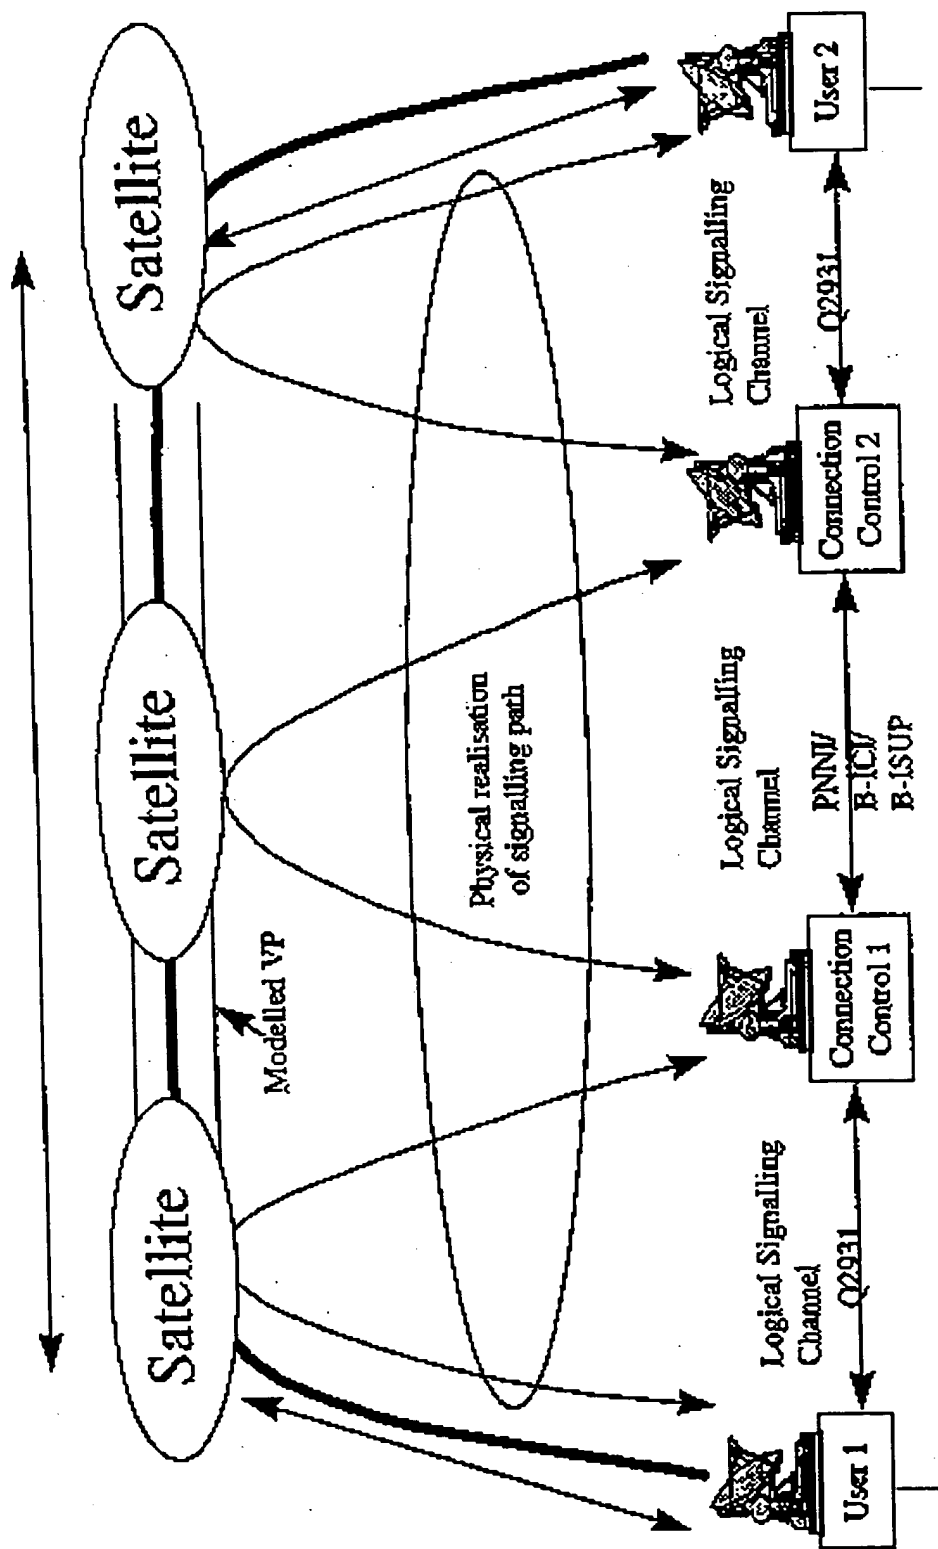 Satellite
Satellite
Satellite
Modelled VP
Physical realisation
of signalling path
Logical Signalling
Channel
Logical Signalling
Channel
Logical Signalling
Channel
Q2931
PNNI/
B-ICI/
B-ISUP
Q2931
User 1
Connection
Control 1
Connection
Control 2
User 2